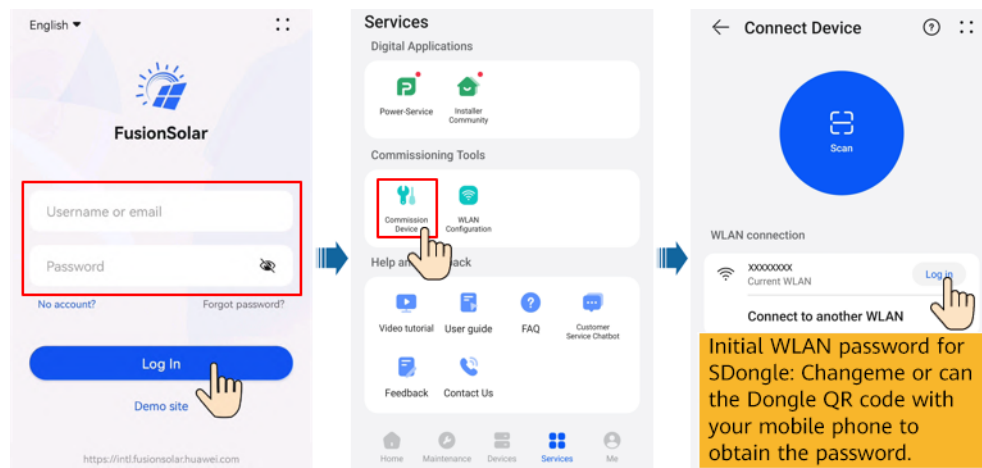 English ▼
FusionSolar
Username or email
Password
No account?
Forgot password?
Log In
Demo site
https://intl.fusionsolar.huawei.com
Services
Digital Applications
Power-Service
Installer
Community
Commissioning Tools
Commission
Device
WLAN
Configuration
Help an back
Video tutorial
User guide
FAQ
Customer
Service Chatbot
Feedback
Contact Us
Home
Maintenance
Devices
Services
Me
Connect Device
Scan
WLAN connection
XXXXXXXX
Current WLAN
Log in
Connect to another WLAN
Initial WLAN password for
SDongle: Changeme or can
the Dongle QR code with
your mobile phone to
obtain the password.